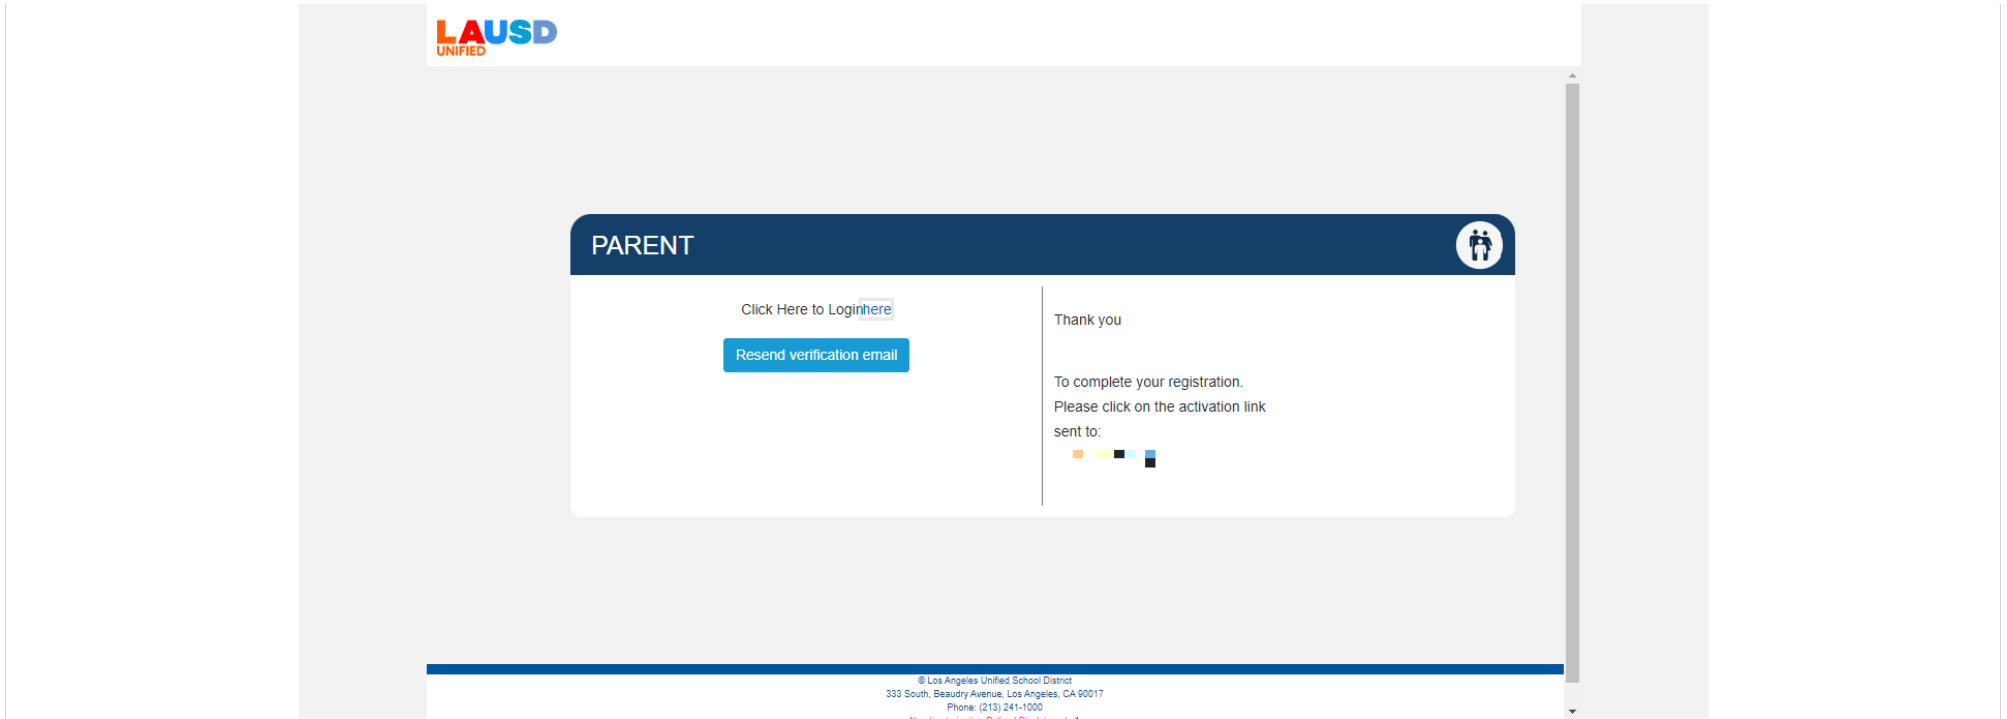 LAUSD
UNIFIED
PARENT
Click Here to Loginhere
Resend verification email
Thank you
To complete your registration.
Please click on the activation link
sent to:
© Los Angeles Unified School District
333 South, Beaudry Avenue, Los Angeles, CA 90017
Phone: (213) 241-1000